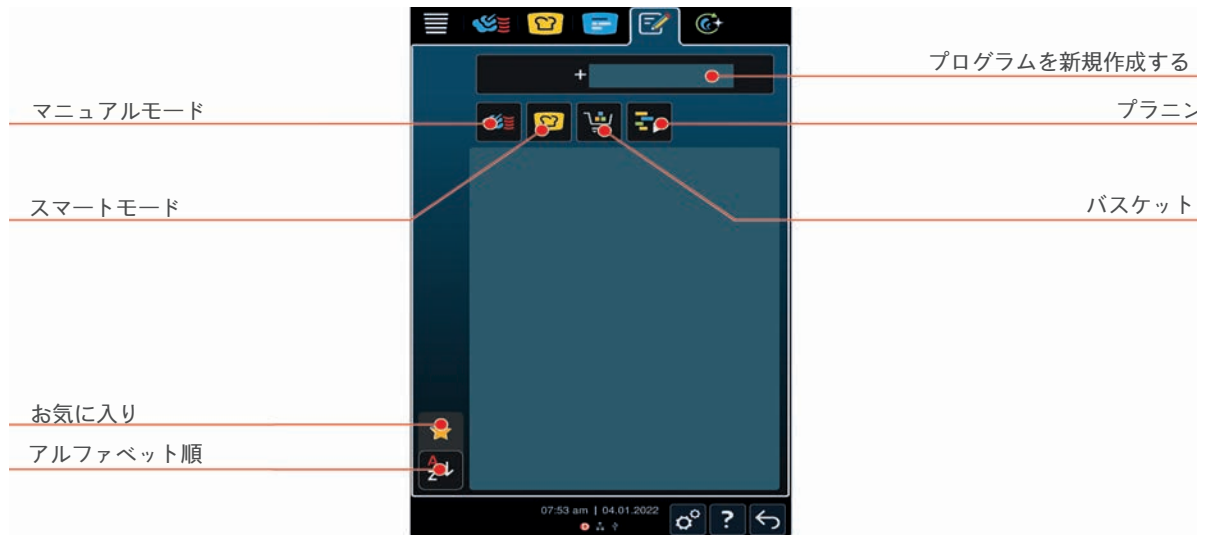 プログラムを新規作成する
+
マニュアルモード
プラニン
スマートモード
バスケット
お気に入り
アルファベット順
A
Z
07:53 am | 04.01.2022
?